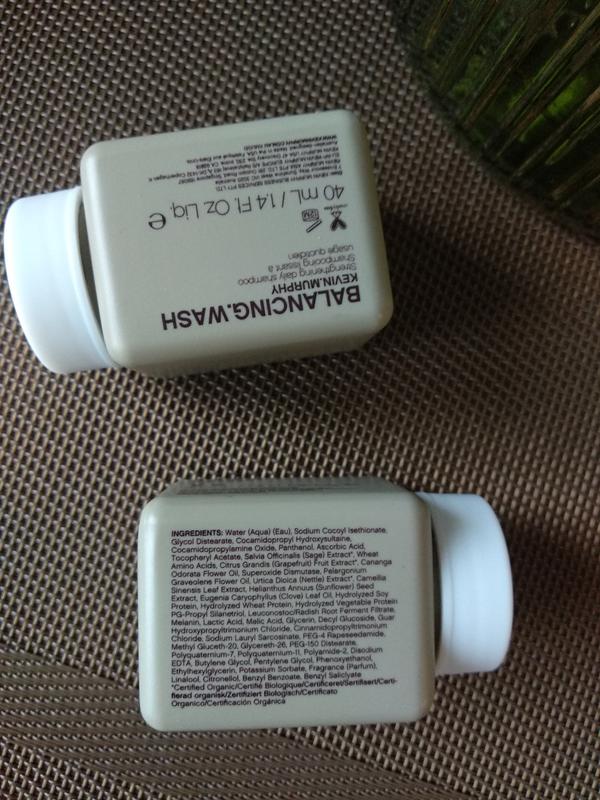 BALANCING.WASH
KEVIN.MURPHY
Strengthening daily shampoo
Shampooing lissant à
usage quotidien
12M
40 mL / 1.4 Fl. Oz Liq. e
INGREDIENTS: Water (Aqua) (Eau), Sodium Cocoyl Isethionate,
Glycol Distearate, Cocamidopropyl Hydroxysultaine,
Cocamidopropylamine Oxide, Panthenol, Ascorbic Acid,
Tocopheryl Acetate, Salvia Officinalis (Sage) Extract*, Wheat
Amino Acids, Citrus Grandis (Grapefruit) Fruit Extract*, Cananga
Odorata Flower Oil, Superoxide Dismutase, Pelargonium
Graveolens Flower Oil, Urtica Dioica (Nettle) Extract*, Camellia
Sinensis Leaf Extract, Helianthus Annuus (Sunflower) Seed
Extract, Eugenia Caryophyllus (Clove) Leaf Oil, Hydrolyzed Soy
Protein, Hydrolyzed Wheat Protein, Hydrolyzed Vegetable Protein
PG-Propyl Silanetriol, Leuconostoc/Radish Root Ferment Filtrate,
Melanin, Lactic Acid, Malic Acid, Glycerin, Decyl Glucoside, Guar
Hydroxypropyltrimonium Chloride, Cinnamidopropyltrimonium
Chloride, Sodium Lauryl Sarcosinate, PEG-4 Rapeseedamide,
Methyl Gluceth-20, Glycereth-26, PEG-150 Distearate,
Polyquaternium-7, Polyquaternium-11, Polyamide-2, Disodium
EDTA, Butylene Glycol, Pentylene Glycol, Phenoxyethanol,
Ethylhexylglycerin, Potassium Sorbate, Fragrance (Parfum),
Linalool, Citronellol, Benzyl Benzoate, Benzyl Salicylate
*Certified Organic/Certifié Biologique/Certificeret/Sertifisert/Certi-
fierad organisk/Zertifiziert Biologisch/Certificato
Organico/Certificación Orgánica